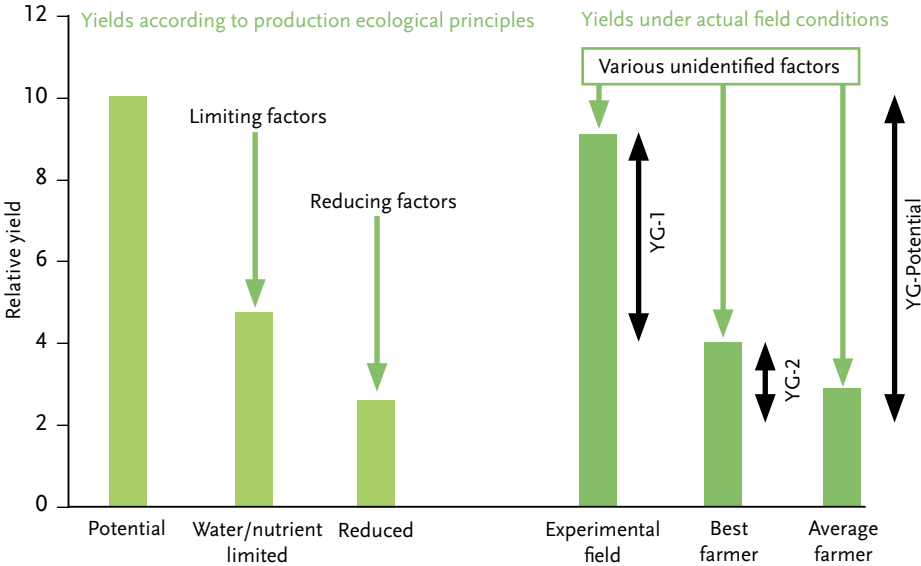 Yields according to production ecological principles
Yields under actual field conditions
Various unidentified factors
Limiting factors
Reducing factors
Relative yield
12
10
8
6
4
2
0
YG-1
YG-2
YG-Potential
Potential
Water/nutrient
limited
Reduced
Experimental
field
Best
farmer
Average
farmer